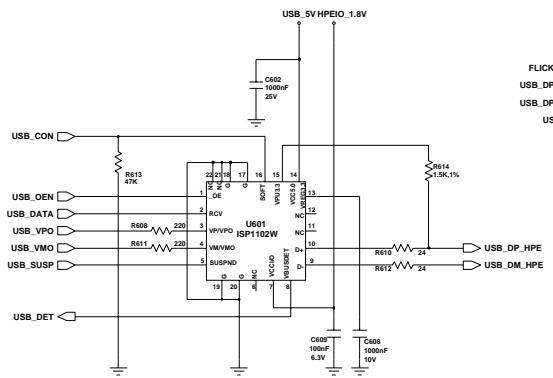 USB_5V HPEIO_1.8V
C602
1000nF
25V
FLICK
USB_DP
USB_DP
US
USB_CON
R613
47K
22 21 18 17 16 15 14
NC
NC
G
G
SOFT
VPU3.3
VCC5.0
VREG3.3
13
R614
1.5K,1%
USB_OEN
1
_OE
NC
12
USB_DATA
2
RCV
NC
11
U601
ISP1102W
USB_VPO
R608
220
3
VP/VPO
D+
10
R610
24
USB_DP_HPE
USB_VMO
R611
220
4
VM/VMO
D-
9
R612
24
USB_DM_HPE
USB_SUSP
5
SUSPND
G
G
NC
VCCI/O
VBUSDET
19 20 6 7 8
USB_DET
C609
100nF
6.3V
C608
1000nF
10V